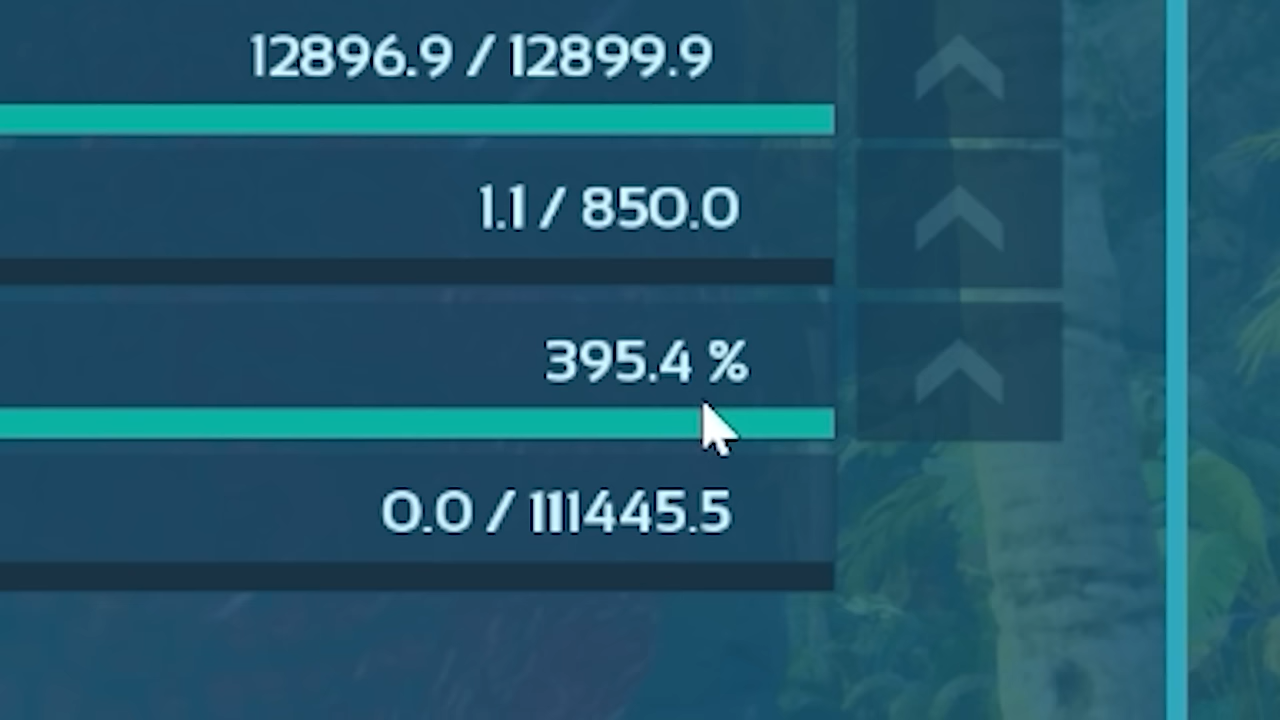 12896.9 / 12899.9
1.1 / 850.0
395.4 %
0.0 / 111445.5